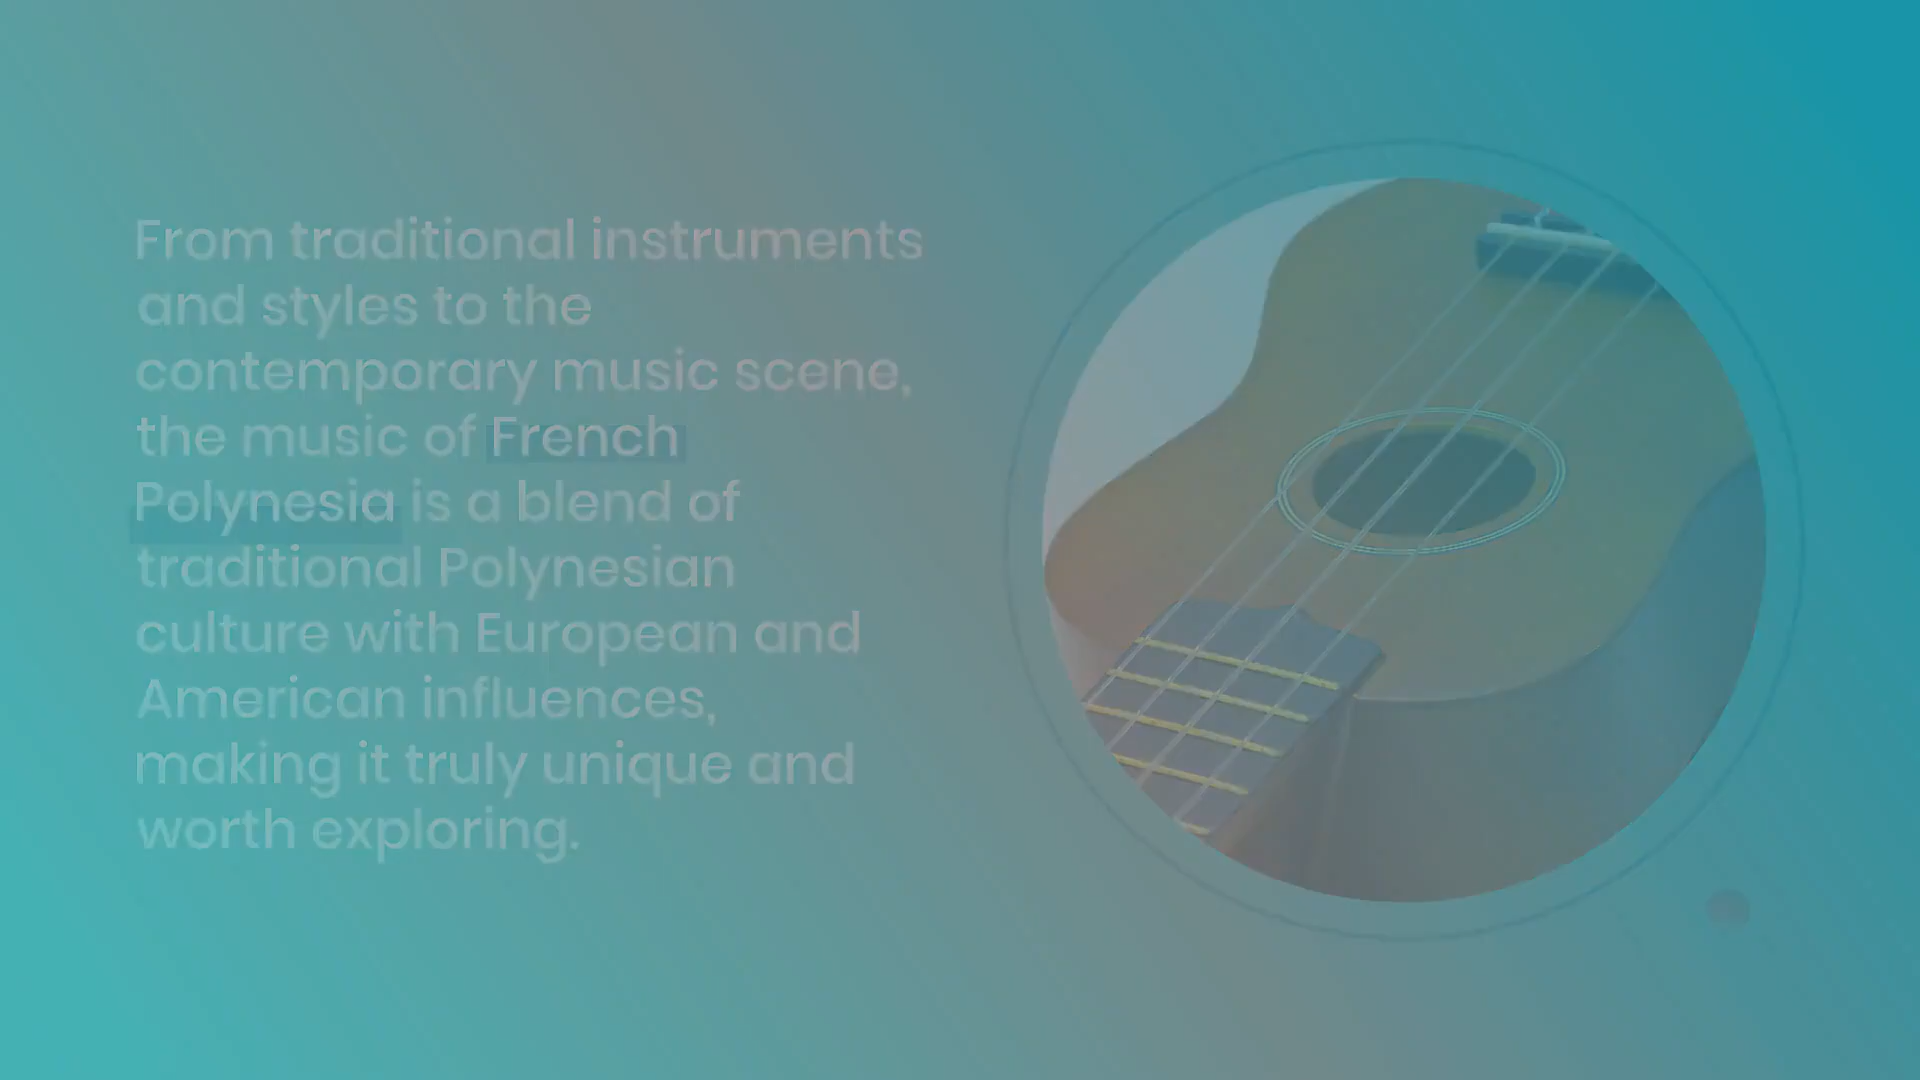 From traditional instruments
and styles to the
contemporary music scene,
the music of French
Polynesia is a blend of
traditional Polynesian
culture with European and
American influences,
making it truly unique and
worth exploring.